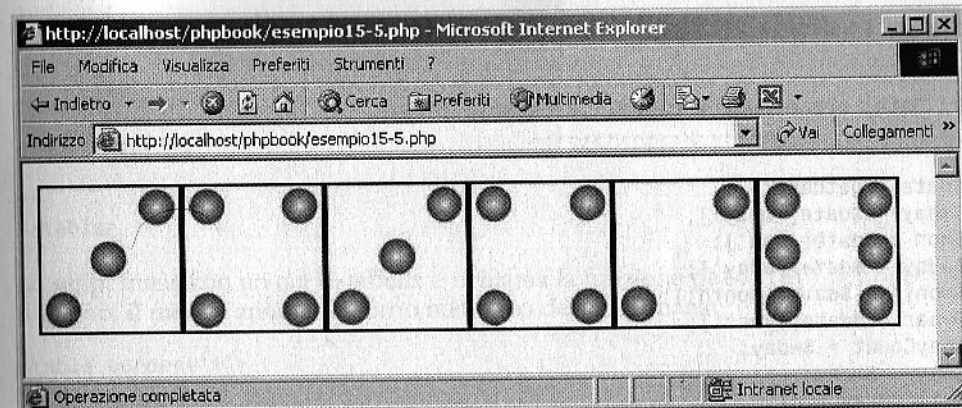 http://localhost/phpbook/esempio15-5.php - Microsoft Internet Explorer
File Modifica Visualizza Preferiti Strumenti ?
Indietro Cerca Preferiti Multimedia
Indirizzo http://localhost/phpbook/esempio15-5.php Vai Collegamenti »
Operazione completata Intranet locale